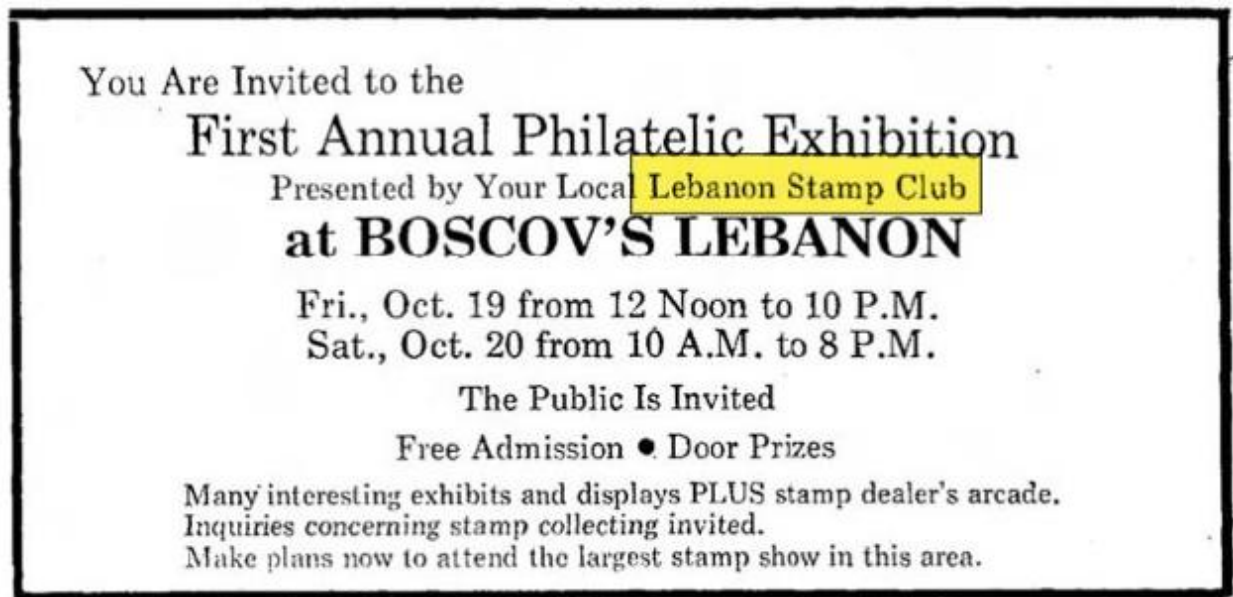 You Are Invited to the
First Annual Philatelic Exhibition
Presented by Your Local Lebanon Stamp Club
at BOSCOV'S LEBANON
Fri., Oct. 19 from 12 Noon to 10 P.M.
Sat., Oct. 20 from 10 A.M. to 8 P.M.
The Public Is Invited
Free Admission ● Door Prizes
Many interesting exhibits and displays PLUS stamp dealer's arcade.
Inquiries concerning stamp collecting invited.
Make plans now to attend the largest stamp show in this area.